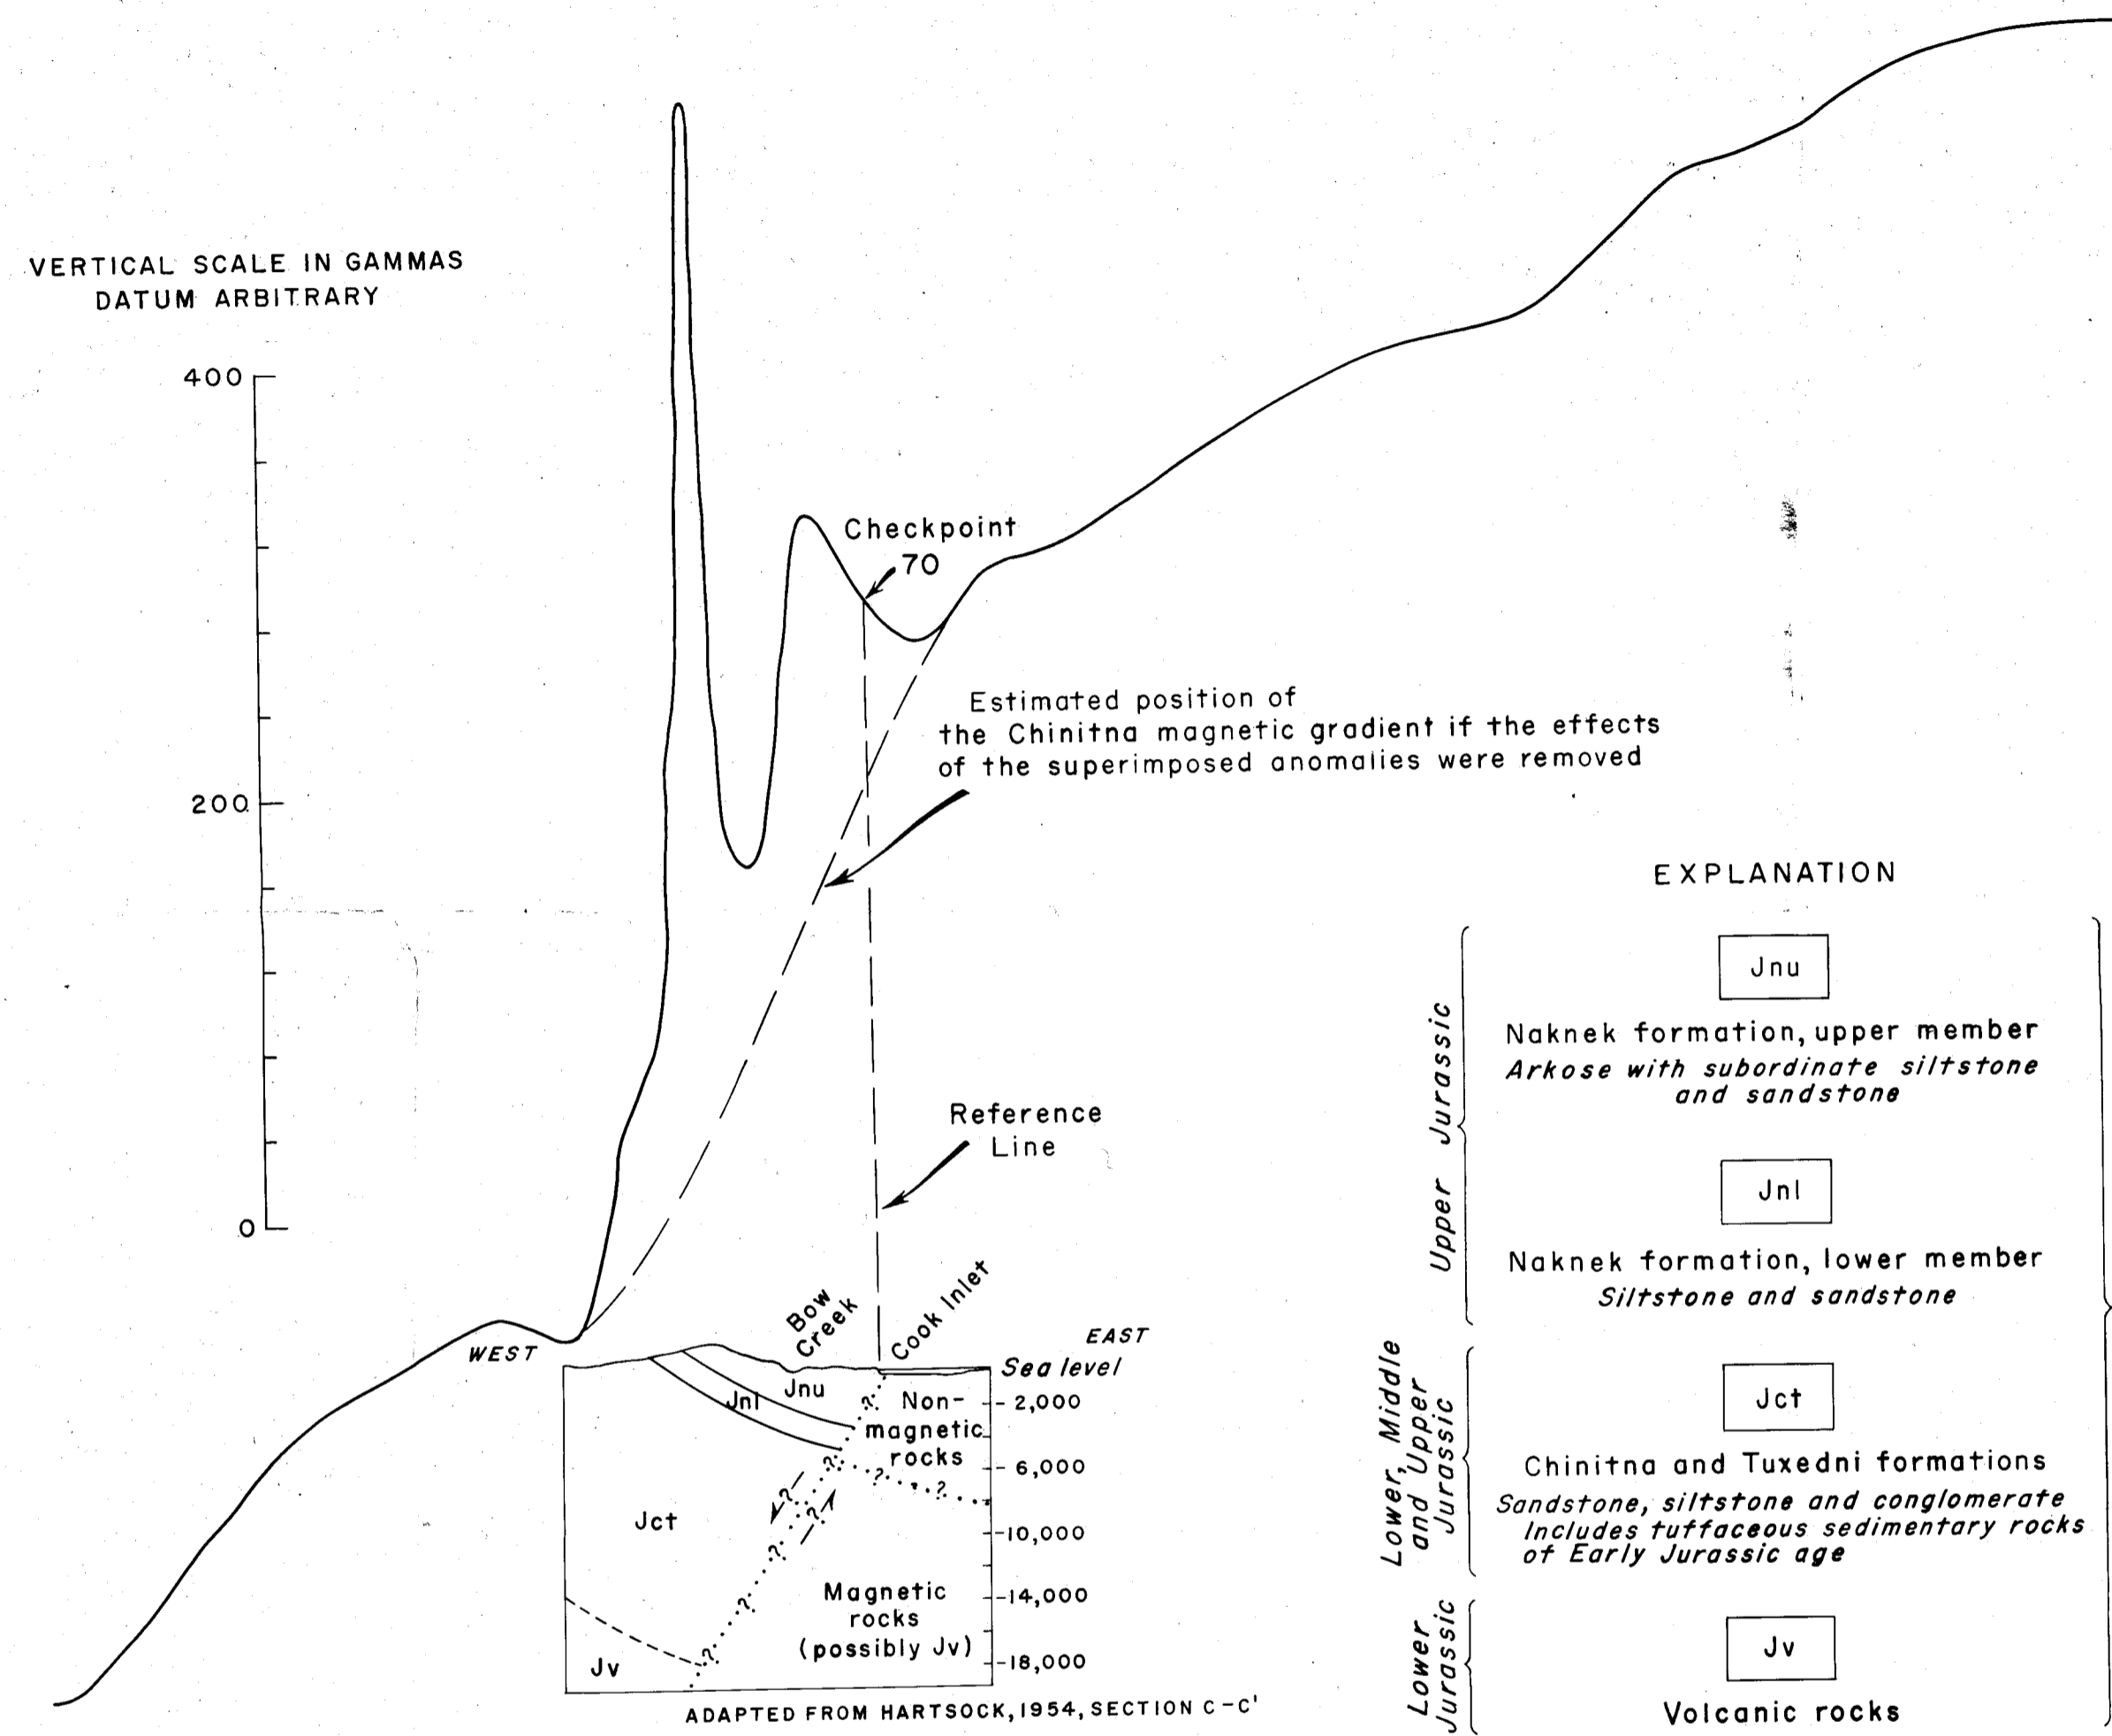 VERTICAL SCALE IN GAMMAS
DATUM ARBITRARY
400
200
0
Checkpoint
70
Estimated position of
the Chinitna magnetic gradient if the effects
of the superimposed anomalies were removed
Reference
Line
WEST
Bow
Creek
Cook Inlet
EAST
Sea level
Jnl
Jnu
Non-
magnetic
rocks
- 2,000
- 6,000
-10,000
-14,000
-18,000
?
?
?
?
?
?
?
?
?
Jct
Magnetic
rocks
(possibly Jv)
Jv
ADAPTED FROM HARTSOCK, 1954, SECTION C-C'
EXPLANATION
Upper Jurassic
Jnu
Naknek formation, upper member
Arkose with subordinate siltstone
and sandstone
Jnl
Naknek formation, lower member
Siltstone and sandstone
Lower, Middle
and Upper
Jurassic
Jct
Chinitna and Tuxedni formations
Sandstone, siltstone and conglomerate
Includes tuffaceous sedimentary rocks
of Early Jurassic age
Lower
Jurassic
Jv
Volcanic rocks